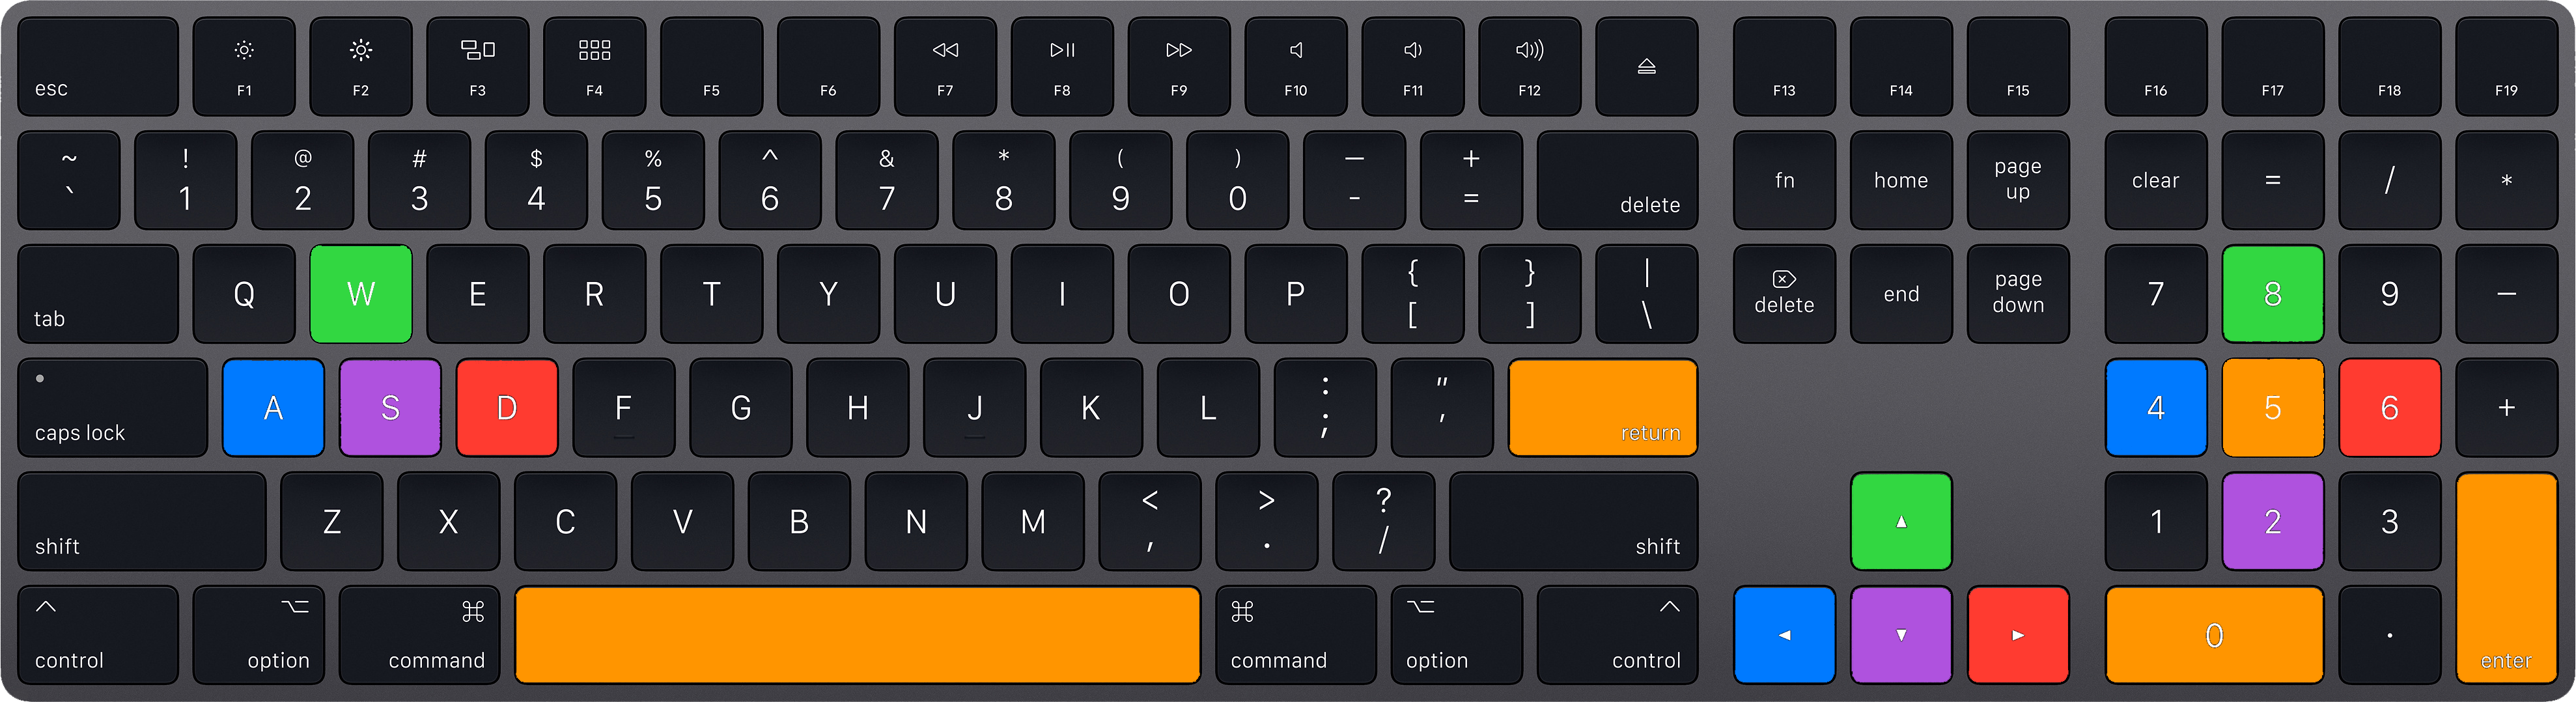 esc F1 F2 F3 F4 F5 F6 F7 F8 F9 F10 F11 F12 F13 F14 F15 F16 F17 F18 F19
~ ! @ # $ % ^ & * ( ) — +
` 1 2 3 4 5 6 7 8 9 0 - = delete fn home page up clear = / *
tab Q W E R T Y U I O P { [ } ] | \ delete end page down 7 8 9 —
caps lock A S D F G H J K L : ; " ' return 4 5 6 +
shift Z X C V B N M < , > . ? / shift ▲ 1 2 3
^ ⌥ ⌘ ⌘ ⌥ ^
control option command command option control ◄ ▼ ► 0 . enter